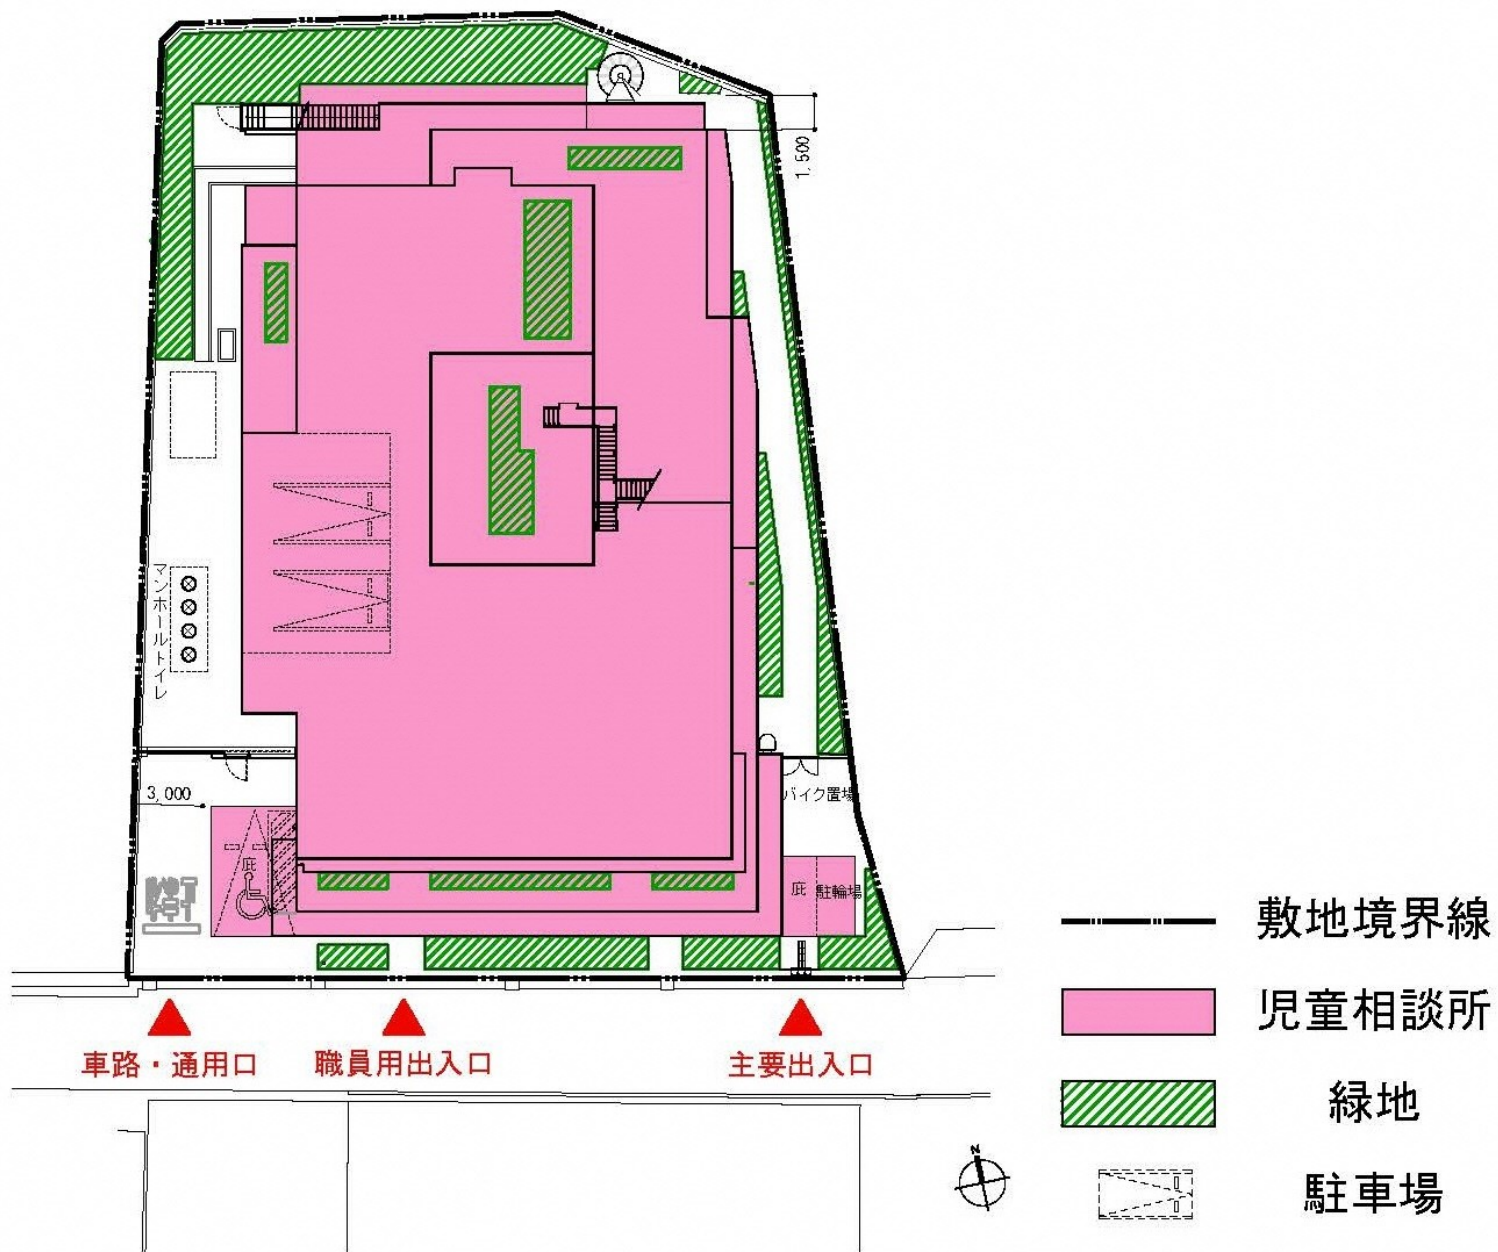 1,500
マンホールトイレ
3,000
バイク置場
庇
庇
駐輪場
車路・通用口
職員用出入口
主要出入口
N
敷地境界線
児童相談所
緑地
駐車場